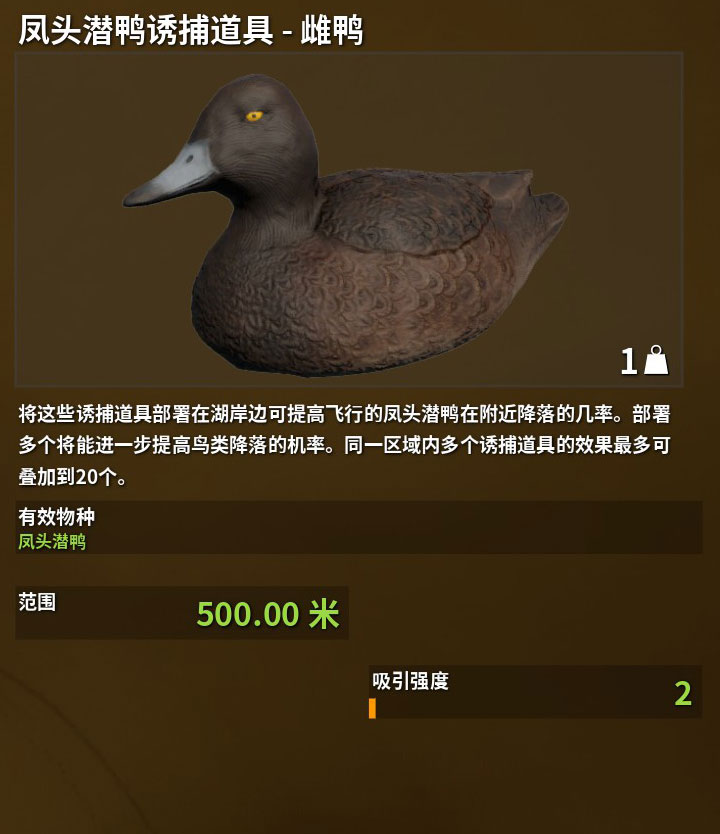 凤头潜鸭诱捕道具 - 雌鸭
1
将这些诱捕道具部署在湖岸边可提高飞行的凤头潜鸭在附近降落的几率。部署
多个将能进一步提高鸟类降落的机率。同一区域内多个诱捕道具的效果最多可
叠加到20个。
有效物种
凤头潜鸭
范围
500.00 米
吸引强度
2